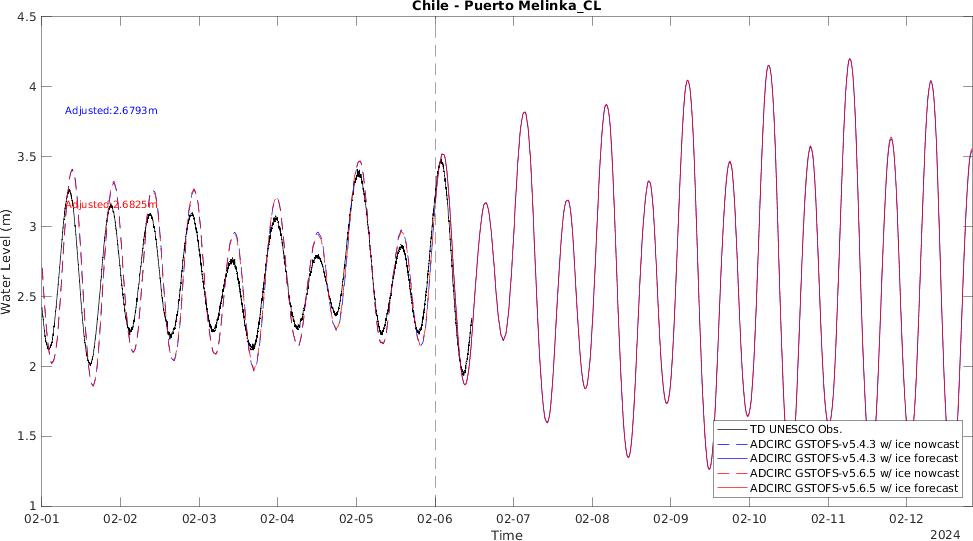 Chile - Puerto Melinka_CL
4.5
4
3.5
3
2.5
2
1.5
1
Water Level (m)
Adjusted:2.6793m
Adjusted:2.6825m
TD UNESCO Obs.
ADCIRC GSTOFS-v5.4.3 w/ ice nowcast
ADCIRC GSTOFS-v5.4.3 w/ ice forecast
ADCIRC GSTOFS-v5.6.5 w/ ice nowcast
ADCIRC GSTOFS-v5.6.5 w/ ice forecast
02-01 02-02 02-03 02-04 02-05 02-06 02-07 02-08 02-09 02-10 02-11 02-12
Time
2024